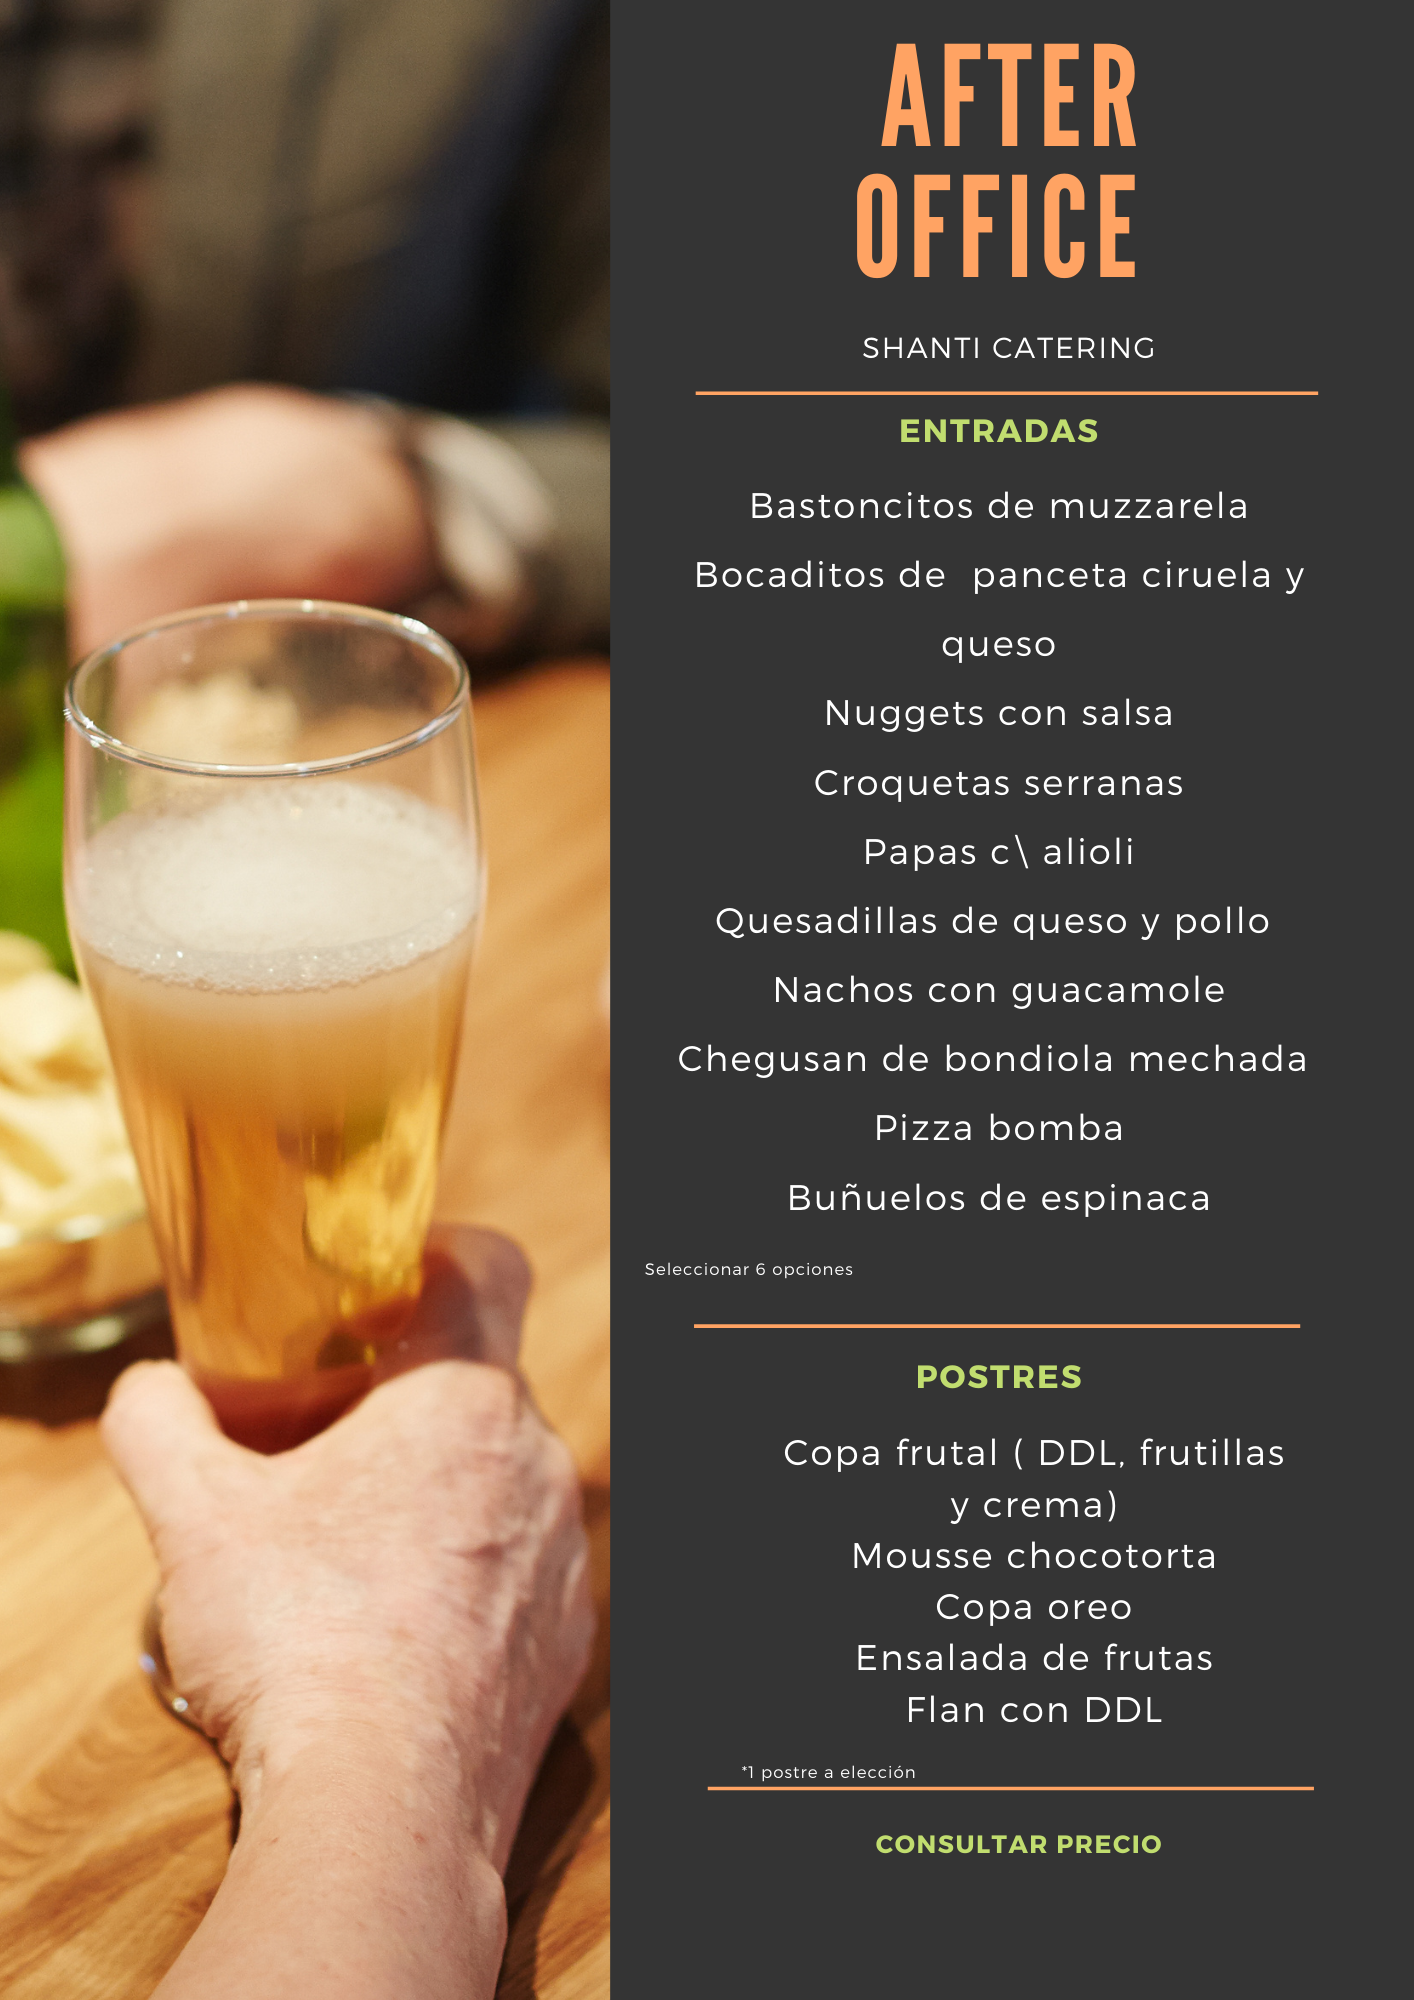 AFTER
OFFICE
SHANTI CATERING
ENTRADAS
Bastoncitos de muzzarela
Bocaditos de  panceta ciruela y
queso
Nuggets con salsa
Croquetas serranas
Papas c\ alioli
Quesadillas de queso y pollo
Nachos con guacamole
Chegusan de bondiola mechada
Pizza bomba
Buñuelos de espinaca
Seleccionar 6 opciones
POSTRES
Copa frutal ( DDL, frutillas
y crema)
Mousse chocotorta
Copa oreo
Ensalada de frutas
Flan con DDL
*1 postre a elección
CONSULTAR PRECIO